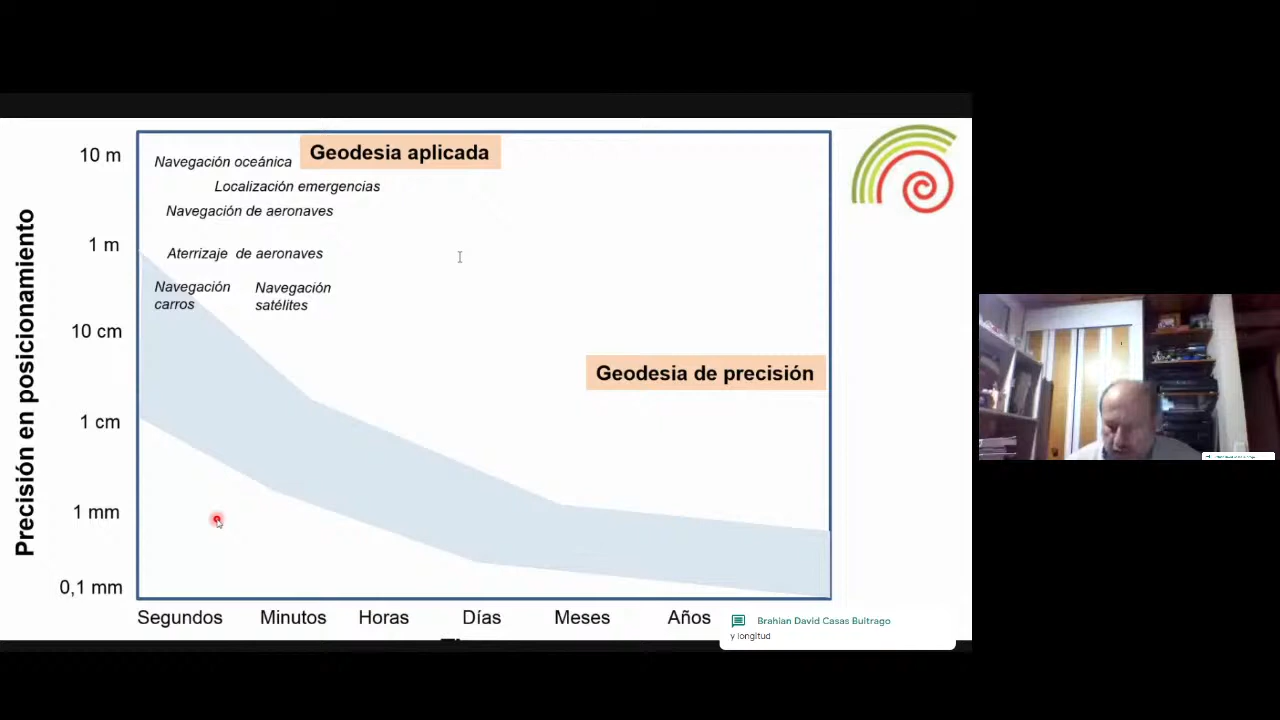 Geodesia aplicada
10 m
Navegación oceánica
Localización emergencias
Navegación de aeronaves
1 m
Aterrizaje de aeronaves
Navegación
carros
Navegación
satélites
10 cm
Geodesia de precisión
1 cm
1 mm
0,1 mm
Precisión en posicionamiento
Segundos Minutos Horas Días Meses Años
Brahian David Casas Buitrago
y longitud